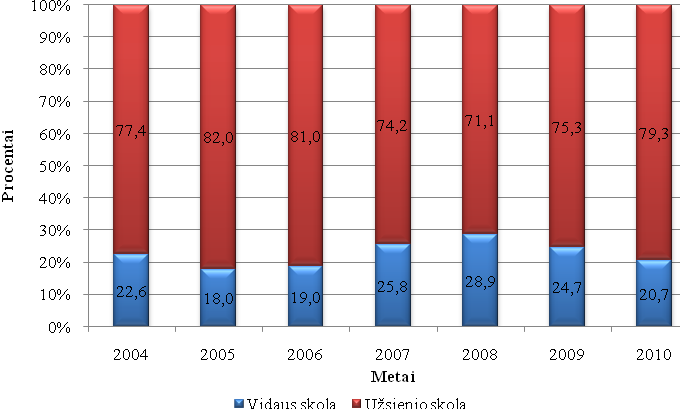 100%
90%
80%
70%
60%
50%
40%
30%
20%
10%
0%
Procentai
77,4 82,0 81,0 74,2 71,1 75,3 79,3
22,6 18,0 19,0 25,8 28,9 24,7 20,7
2004 2005 2006 2007 2008 2009 2010
Metai
Vidaus skola Užsienio skola